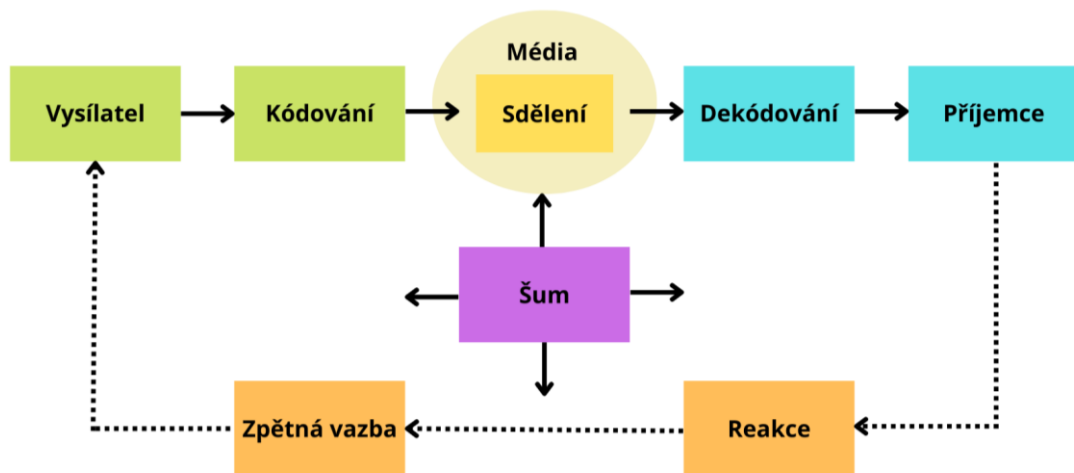 Média
Vysílatel
Kódování
Sdělení
Dekódování
Příjemce
Šum
Zpětná vazba
Reakce